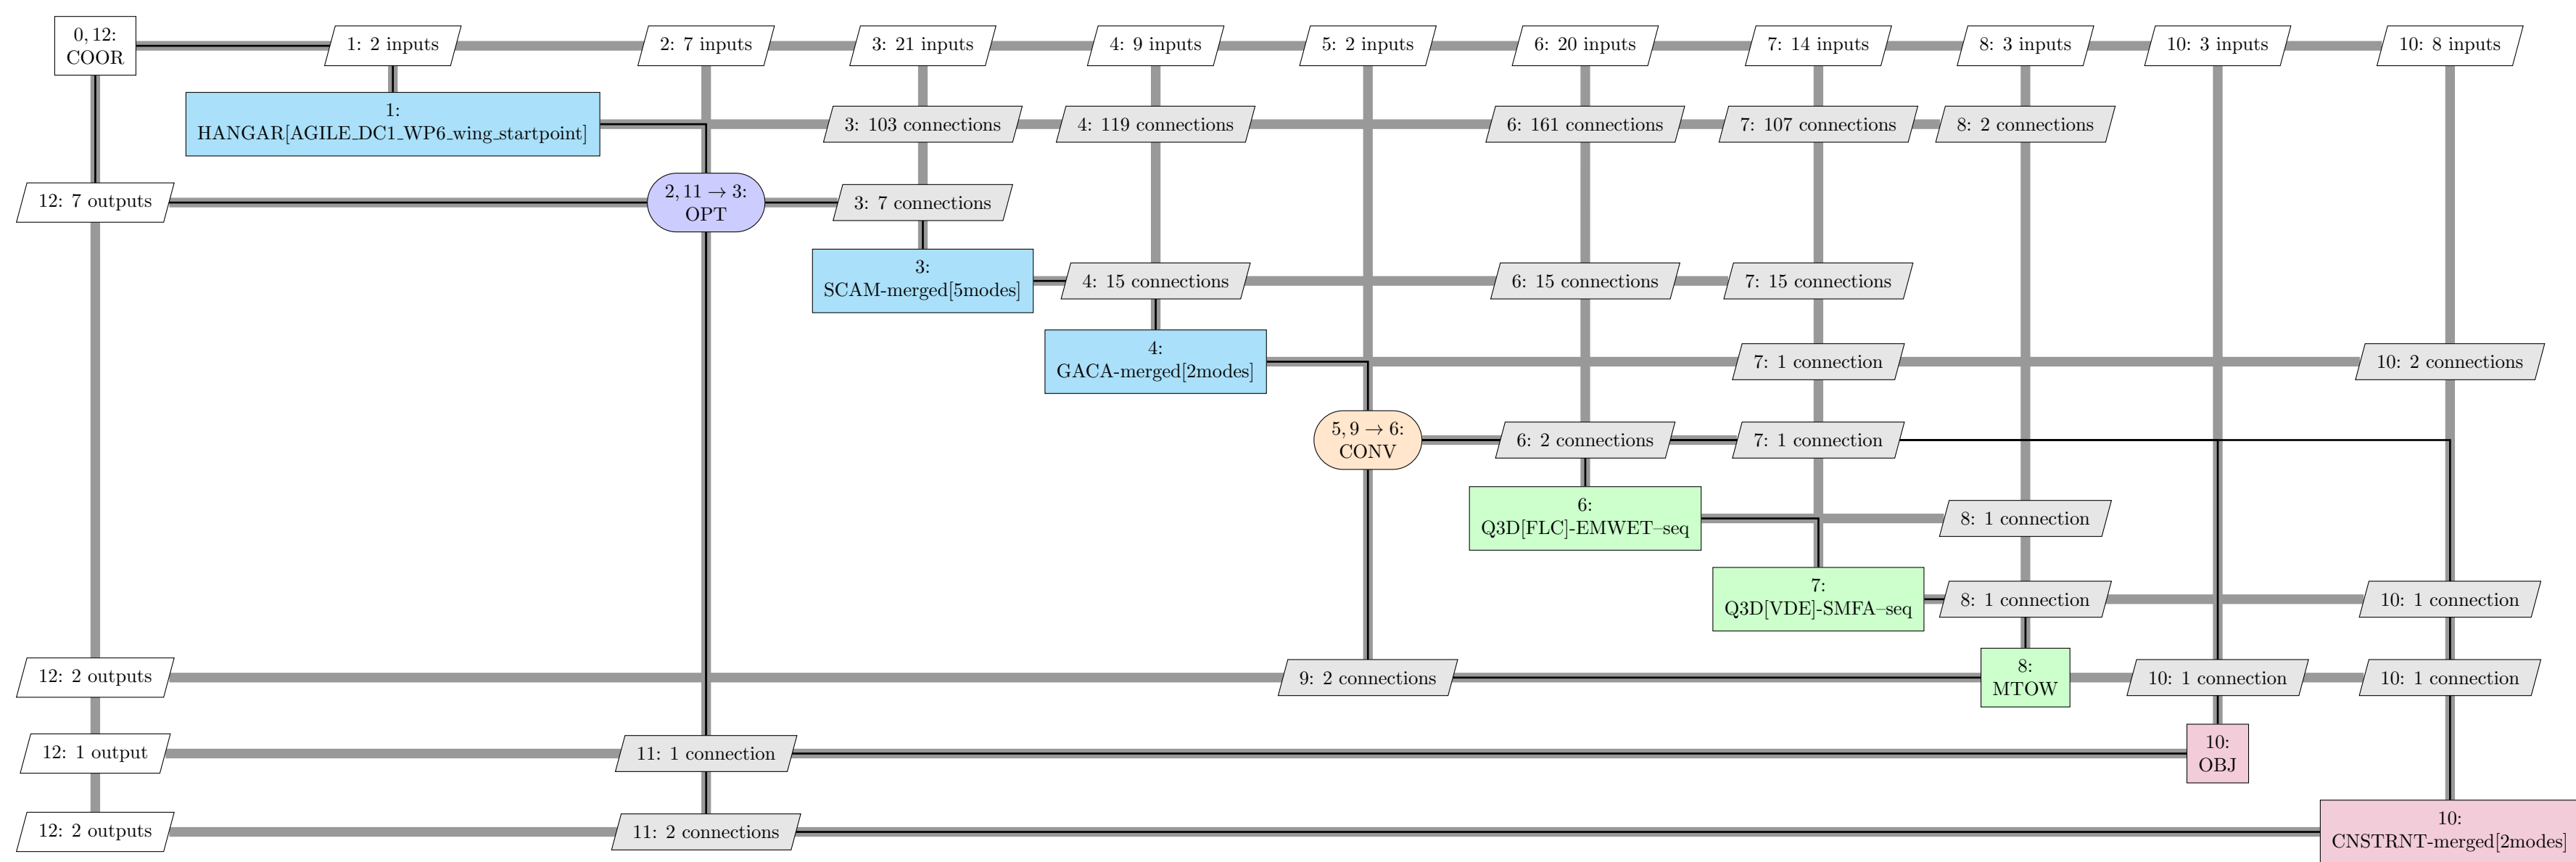 0, 12:
COOR
1: 2 inputs
2: 7 inputs
3: 21 inputs
4: 9 inputs
5: 2 inputs
6: 20 inputs
7: 14 inputs
8: 3 inputs
10: 3 inputs
10: 8 inputs
1:
HANGAR[AGILE_DC1_WP6_wing_startpoint]
3: 103 connections
4: 119 connections
6: 161 connections
7: 107 connections
8: 2 connections
12: 7 outputs
2, 11 → 3:
OPT
3: 7 connections
3:
SCAM-merged[5modes]
4: 15 connections
6: 15 connections
7: 15 connections
4:
GACA-merged[2modes]
7: 1 connection
10: 2 connections
5, 9 → 6:
CONV
6: 2 connections
7: 1 connection
6:
Q3D[FLC]-EMWET–seq
8: 1 connection
7:
Q3D[VDE]-SMFA–seq
8: 1 connection
10: 1 connection
12: 2 outputs
9: 2 connections
8:
MTOW
10: 1 connection
10: 1 connection
12: 1 output
11: 1 connection
10:
OBJ
12: 2 outputs
11: 2 connections
10:
CNSTRNT-merged[2modes]